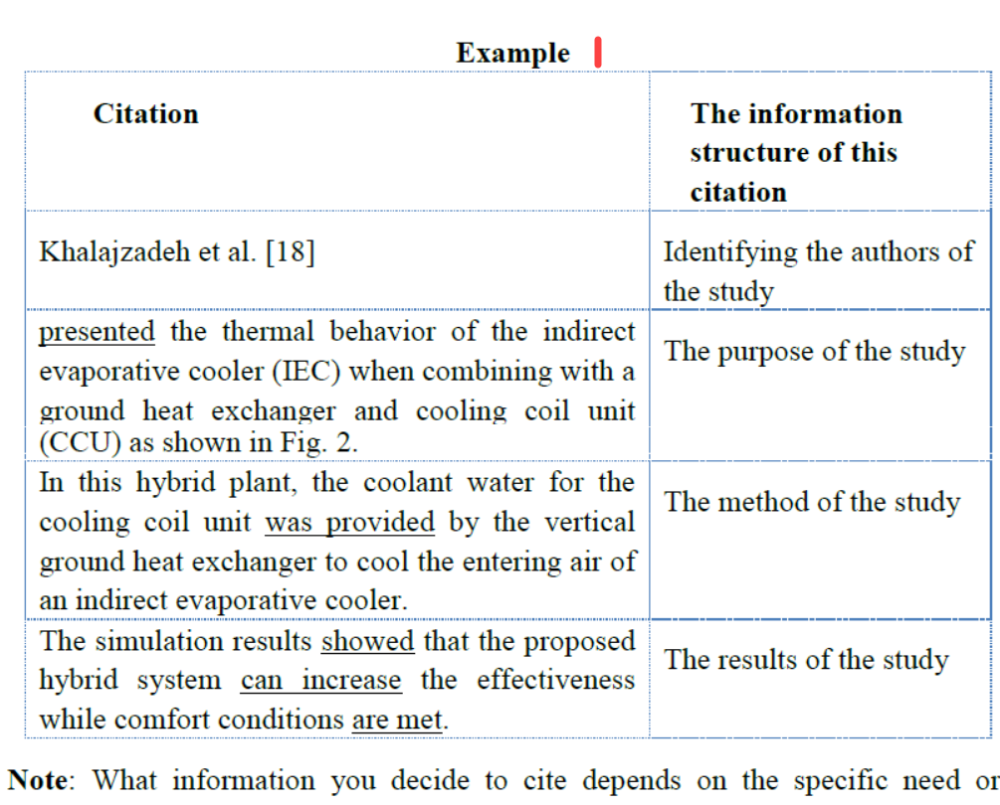 Example
Citation
The information
structure of this
citation
Khalajzadeh et al. [18]
Identifying the authors of
the study
presented the thermal behavior of the indirect
evaporative cooler (IEC) when combining with a
ground heat exchanger and cooling coil unit
(CCU) as shown in Fig. 2.
The purpose of the study
In this hybrid plant, the coolant water for the
cooling coil unit was provided by the vertical
ground heat exchanger to cool the entering air of
an indirect evaporative cooler.
The method of the study
The simulation results showed that the proposed
hybrid system can increase the effectiveness
while comfort conditions are met.
The results of the study
Note: What information you decide to cite depends on the specific need or